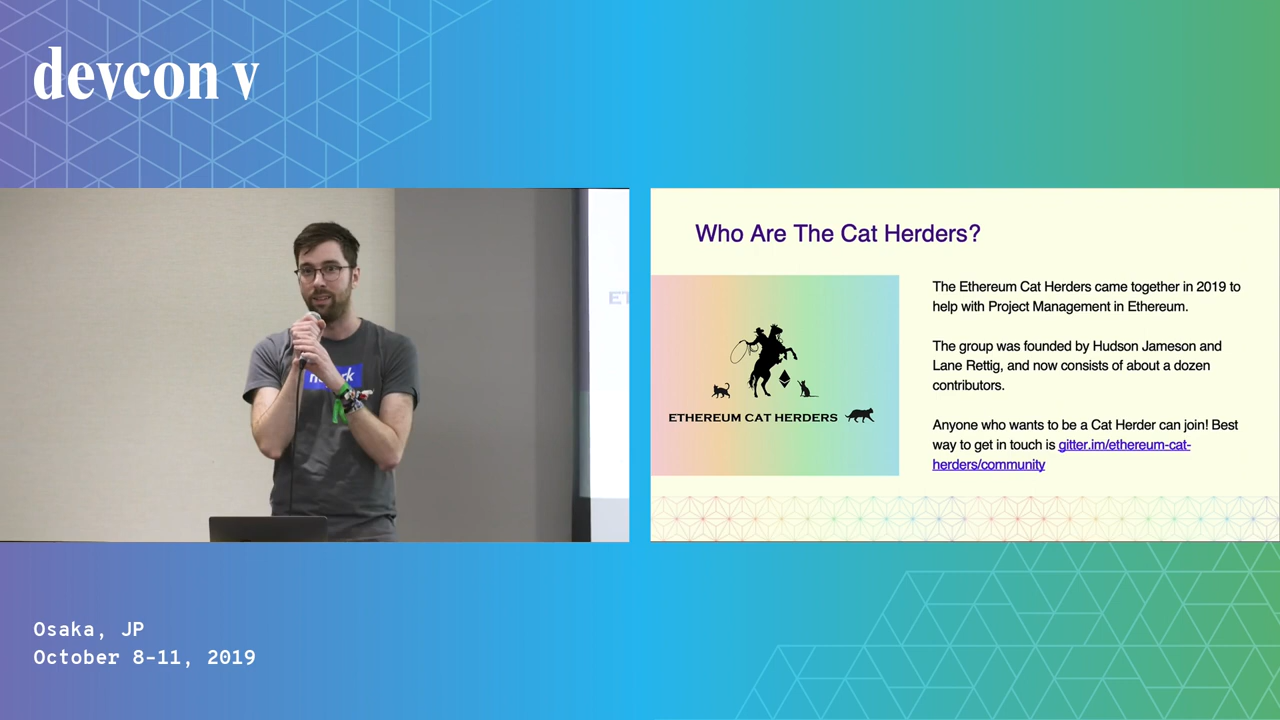 devcon v
Who Are The Cat Herders?
The Ethereum Cat Herders came together in 2019 to
help with Project Management in Ethereum.
The group was founded by Hudson Jameson and
Lane Rettig, and now consists of about a dozen
contributors.
ETHEREUM CAT HERDERS
Anyone who wants to be a Cat Herder can join! Best
way to get in touch is gitter.im/ethereum-cat-
herders/community
Osaka, JP
October 8-11, 2019